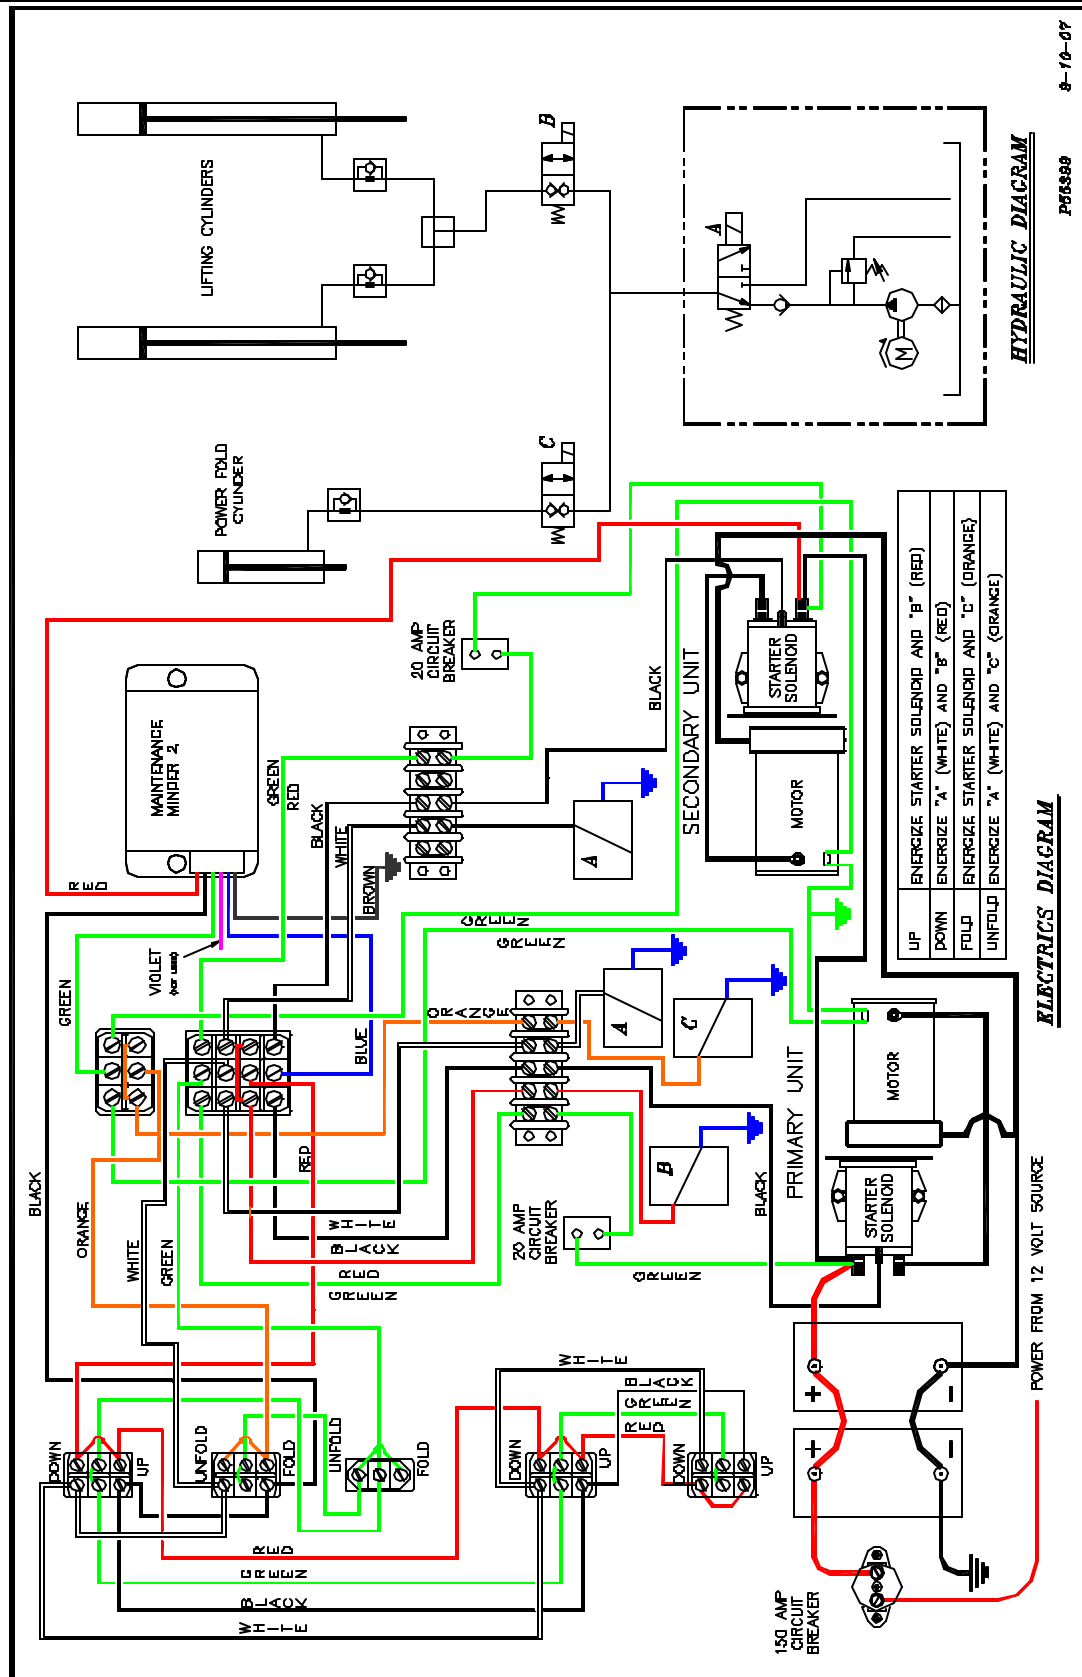 9-10-07
HYDRAULIC DIAGRAM
LIFTING CYLINDERS
B
A
M
POWER FOLD
CYLINDER
C
MAINTENANCE
MINDER 2
RED
GREEN
RED
BLACK
WHITE
BROWN
BLUE
VIOLET
(NOT USED)
GREEN
BLACK
20 AMP
CIRCUIT
BREAKER
A
BLACK
SECONDARY UNIT
STARTER
SOLENOID
MOTOR
GREEN
GREEN
ORANGE
A
C
B
PRIMARY UNIT
MOTOR
STARTER
SOLENOID
BLACK
20 AMP
CIRCUIT
BREAKER
GREEN
UP ENERGIZE STARTER SOLENOID AND "B" (RED)
DOWN ENERGIZE "A" (WHITE) AND "B" (RED)
FOLD ENERGIZE STARTER SOLENOID AND "C" (ORANGE)
UNFOLD ENERGIZE "A" (WHITE) AND "C" (ORANGE)
ELECTRICS DIAGRAM
ORANGE
WHITE
GREEN
RED
WHITE
BLACK
RED
GREEN
DOWN
UP
UNFOLD
FOLD
UNFOLD
FOLD
WHITE
BLACK
GREEN
RED
DOWN
UP
DOWN
UP
RED
GREEN
BLACK
WHITE
+
-
+
-
POWER FROM 12 VOLT SOURCE
150 AMP
CIRCUIT
BREAKER